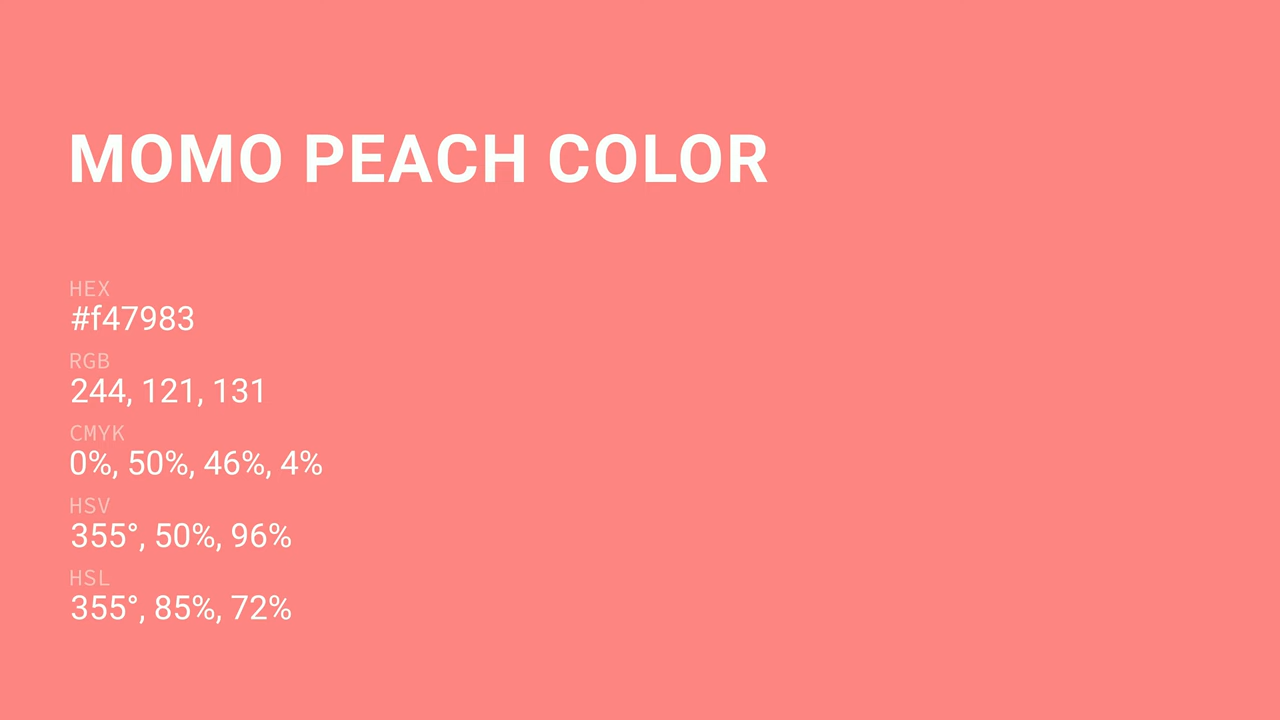 MOMO PEACH COLOR
HEX
#f47983
RGB
244, 121, 131
CMYK
0%, 50%, 46%, 4%
HSV
355°, 50%, 96%
HSL
355°, 85%, 72%